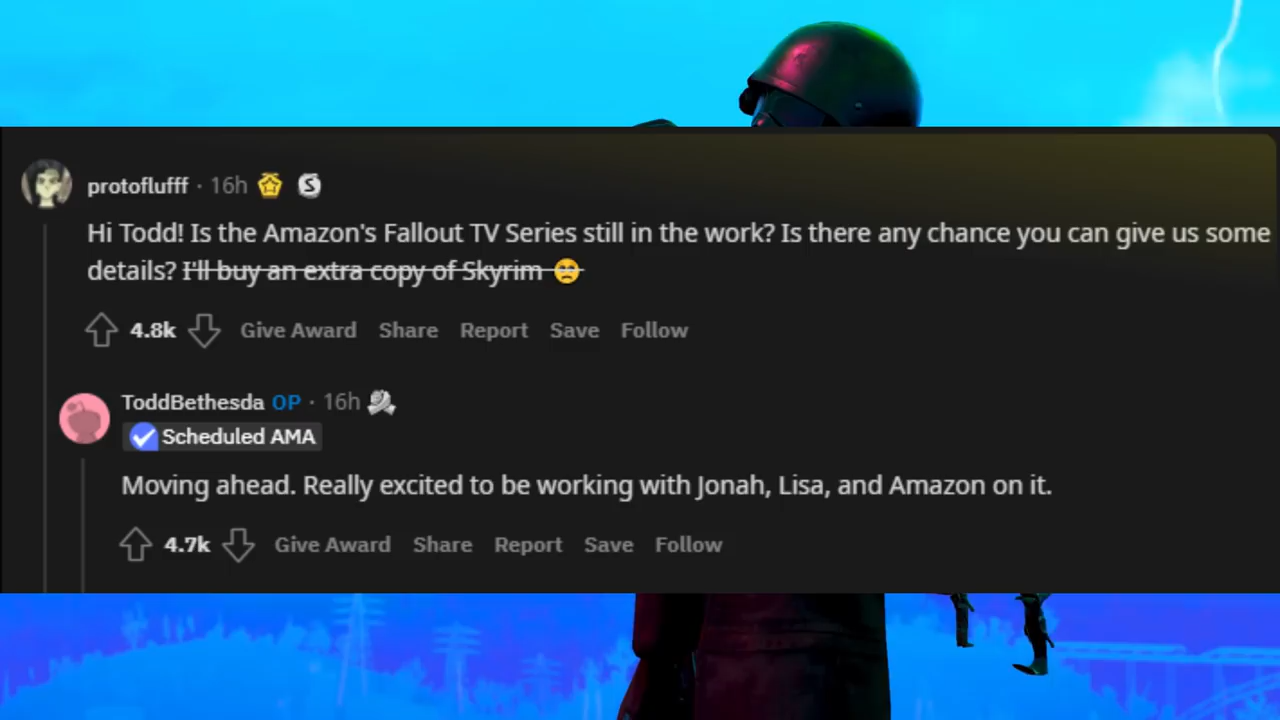 protoflufff · 16h
Hi Todd! Is the Amazon's Fallout TV Series still in the work? Is there any chance you can give us some
details? I'll buy an extra copy of Skyrim 🥺
4.8k Give Award Share Report Save Follow
ToddBethesda OP · 16h
Scheduled AMA
Moving ahead. Really excited to be working with Jonah, Lisa, and Amazon on it.
4.7k Give Award Share Report Save Follow